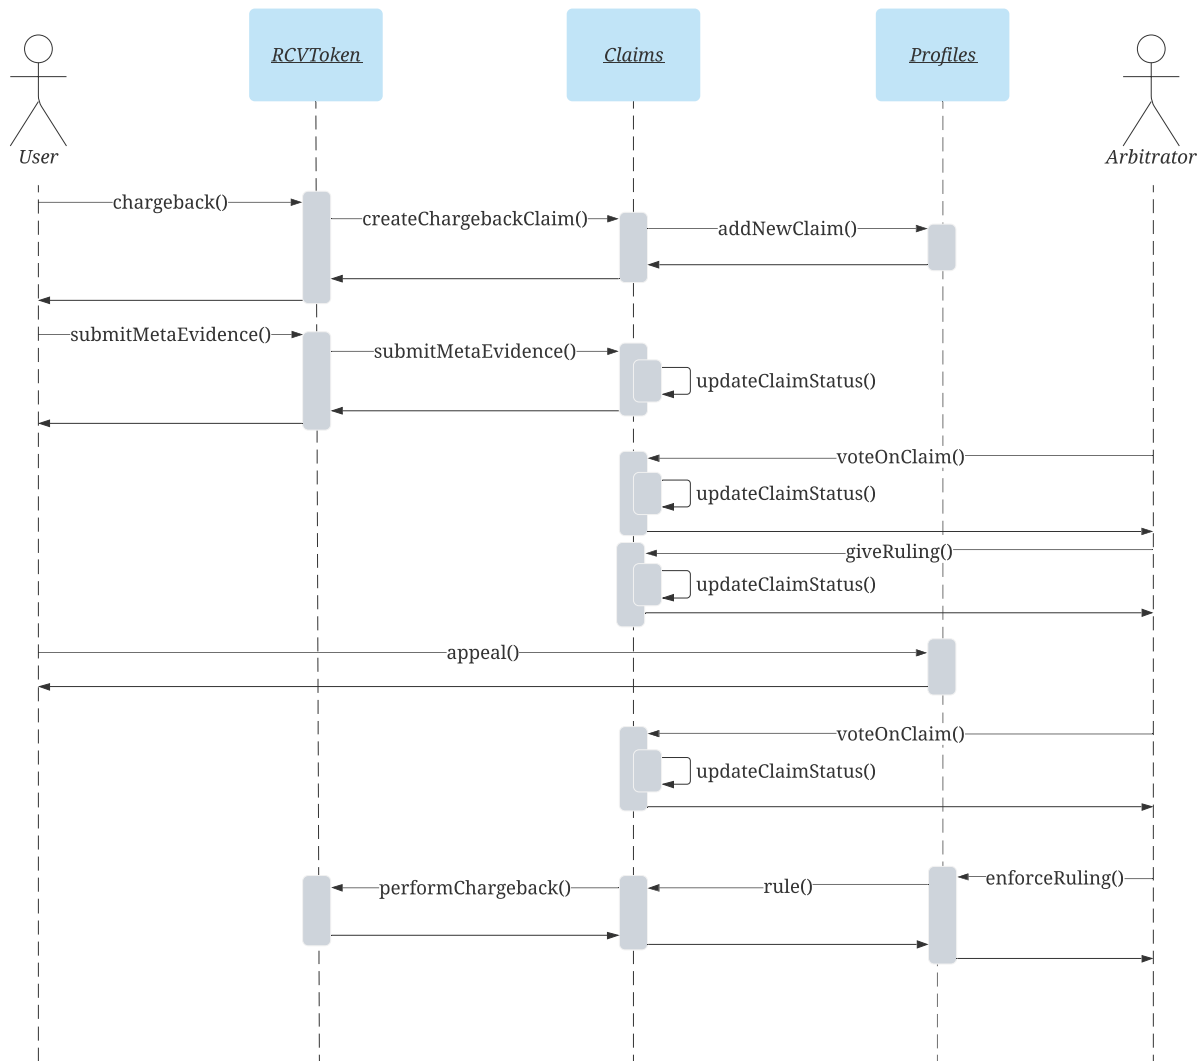 RCVToken
Claims
Profiles
User
Arbitrator
chargeback()
createChargebackClaim()
addNewClaim()
submitMetaEvidence()
submitMetaEvidence()
updateClaimStatus()
voteOnClaim()
updateClaimStatus()
giveRuling()
updateClaimStatus()
appeal()
voteOnClaim()
updateClaimStatus()
performChargeback()
rule()
enforceRuling()